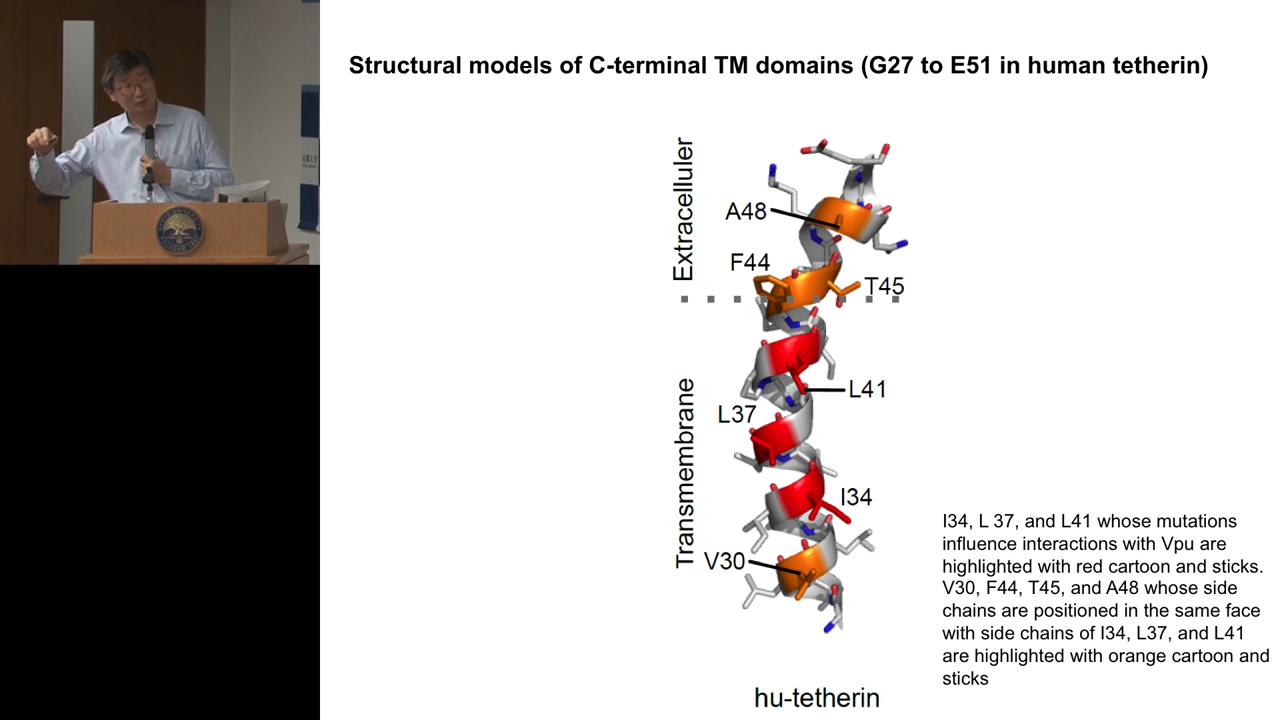 Structural models of C-terminal TM domains (G27 to E51 in human tetherin)
Extracelluler
A48
F44
T45
Transmembrane
L41
L37
I34
V30
I34, L 37, and L41 whose mutations
influence interactions with Vpu are
highlighted with red cartoon and sticks.
V30, F44, T45, and A48 whose side
chains are positioned in the same face
with side chains of I34, L37, and L41
are highlighted with orange cartoon and
sticks
hu-tetherin